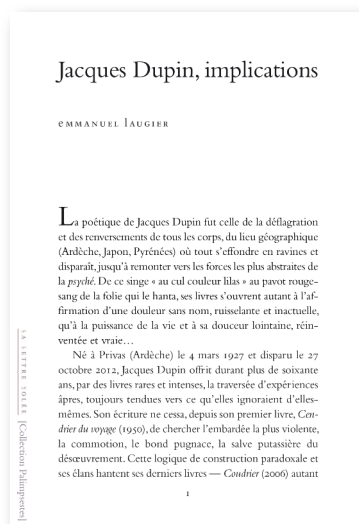 Jacques Dupin, implications
emmanuel laugier
La poétique de Jacques Dupin fut celle de la déflagration
et des renversements de tous les corps, du lieu géographique
(Ardèche, Japon, Pyrénées) où tout s'effondre en ravines et
disparaît, jusqu'à remonter vers les forces les plus abstraites de
la psyché. De ce singe « au cul couleur lilas » au pavot rouge-
sang de la folie qui le hanta, ses livres s'ouvrent autant à l'af-
firmation d'une douleur sans nom, ruisselante et inactuelle,
qu'à la puissance de la vie et à sa douceur lointaine, réin-
ventée et vraie…
Né à Privas (Ardèche) le 4 mars 1927 et disparu le 27
octobre 2012, Jacques Dupin offrit durant plus de soixante
ans, par des livres rares et intenses, la traversée d'expériences
âpres, toujours tendues vers ce qu'elles ignoraient d'elles-
mêmes. Son écriture ne cessa, depuis son premier livre, Cen-
drier du voyage (1950), de chercher l'embardée la plus violente,
la commotion, le bond pugnace, la salve putassière du
désœuvrement. Cette logique de construction paradoxale et
ses élans hantent ses derniers livres — Coudrier (2006) autant
1
LA LETTRE VOLÉE [Collection Palimpsestes]